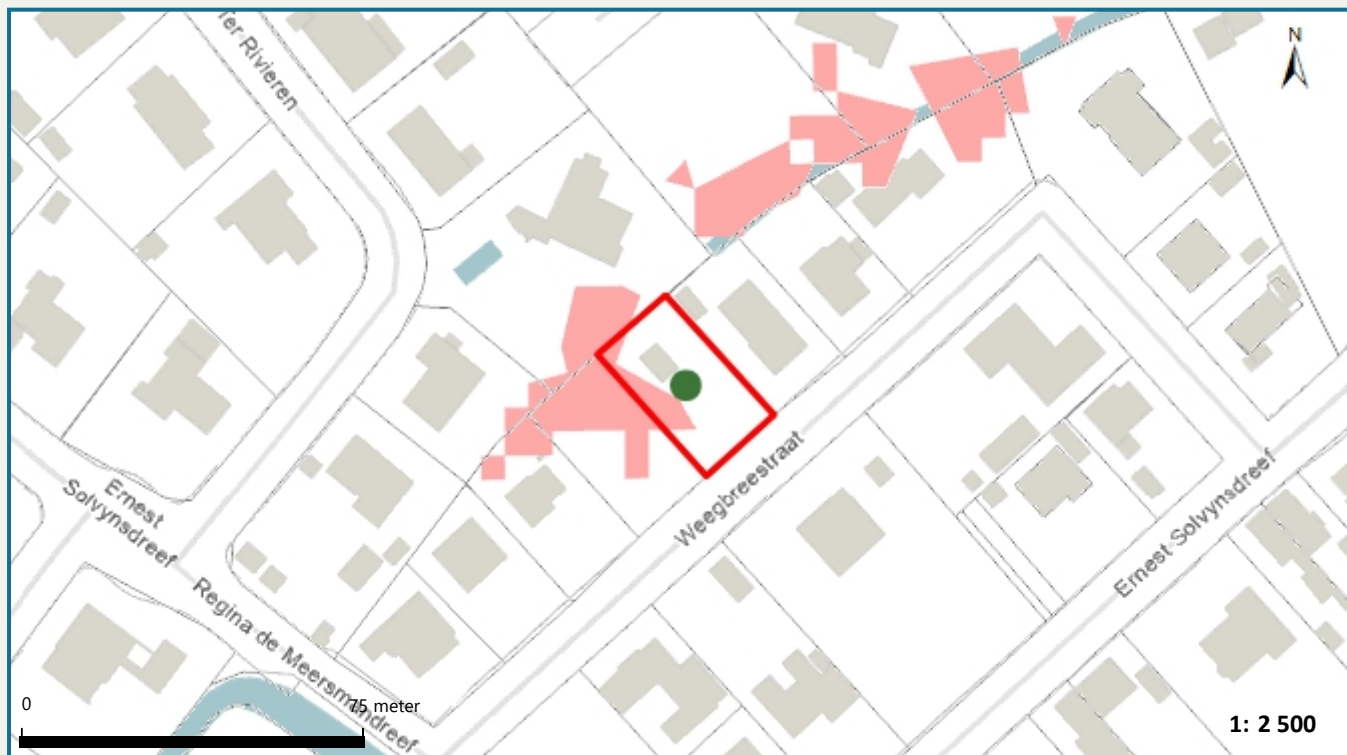 Ter Rivieren
N
Weegbreestraat
Ernest
Solvynsdreef
Ernest Solvynsdreef
Regina de Meersmandreef
0
75 meter
1: 2 500